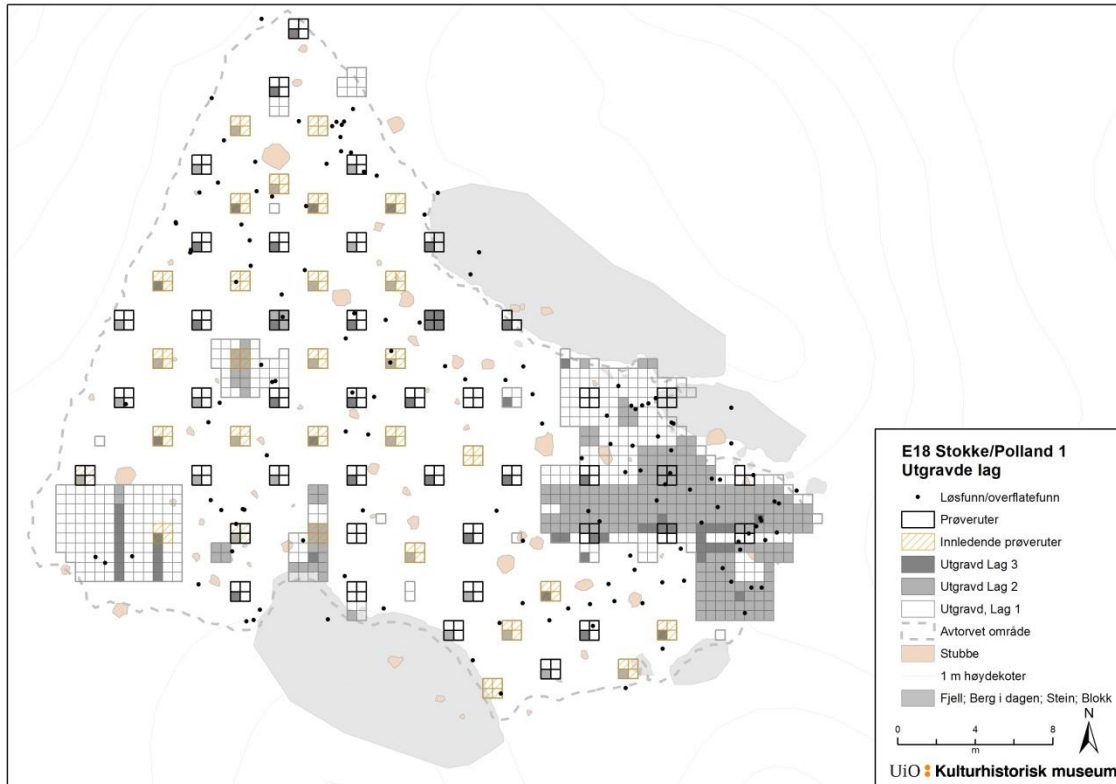 E18 Stokke/Polland 1
Utgravde lag
Løsfunn/overflatefunn
Prøveruter
Innledende prøveruter
Utgravd Lag 3
Utgravd Lag 2
Utgravd, Lag 1
Avtorvet område
Stubbe
1 m høydekoter
Fjell; Berg i dagen; Stein; Blokk
N
0 4 8
m
UiO Kulturhistorisk museum